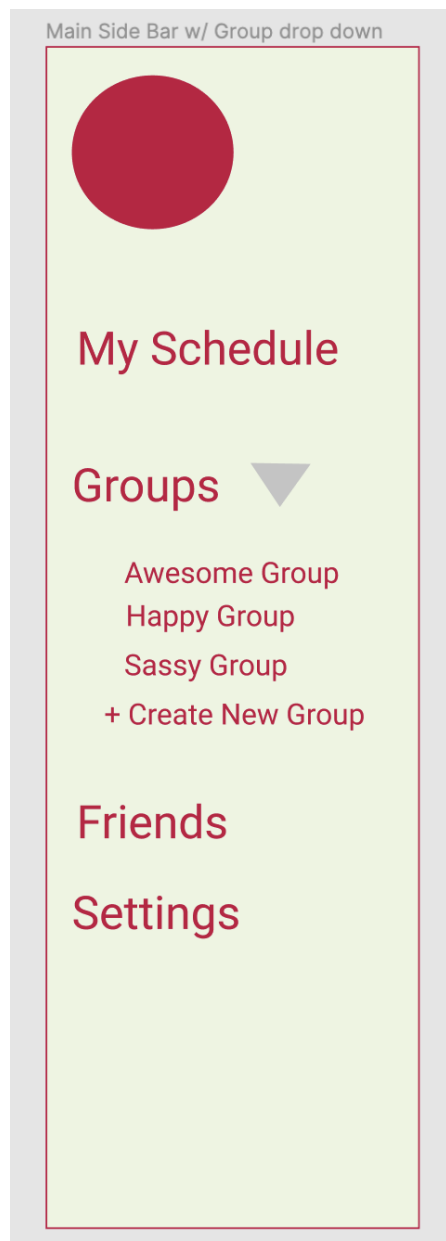 Main Side Bar w/ Group drop down
My Schedule
Groups
Awesome Group
Happy Group
Sassy Group
+ Create New Group
Friends
Settings